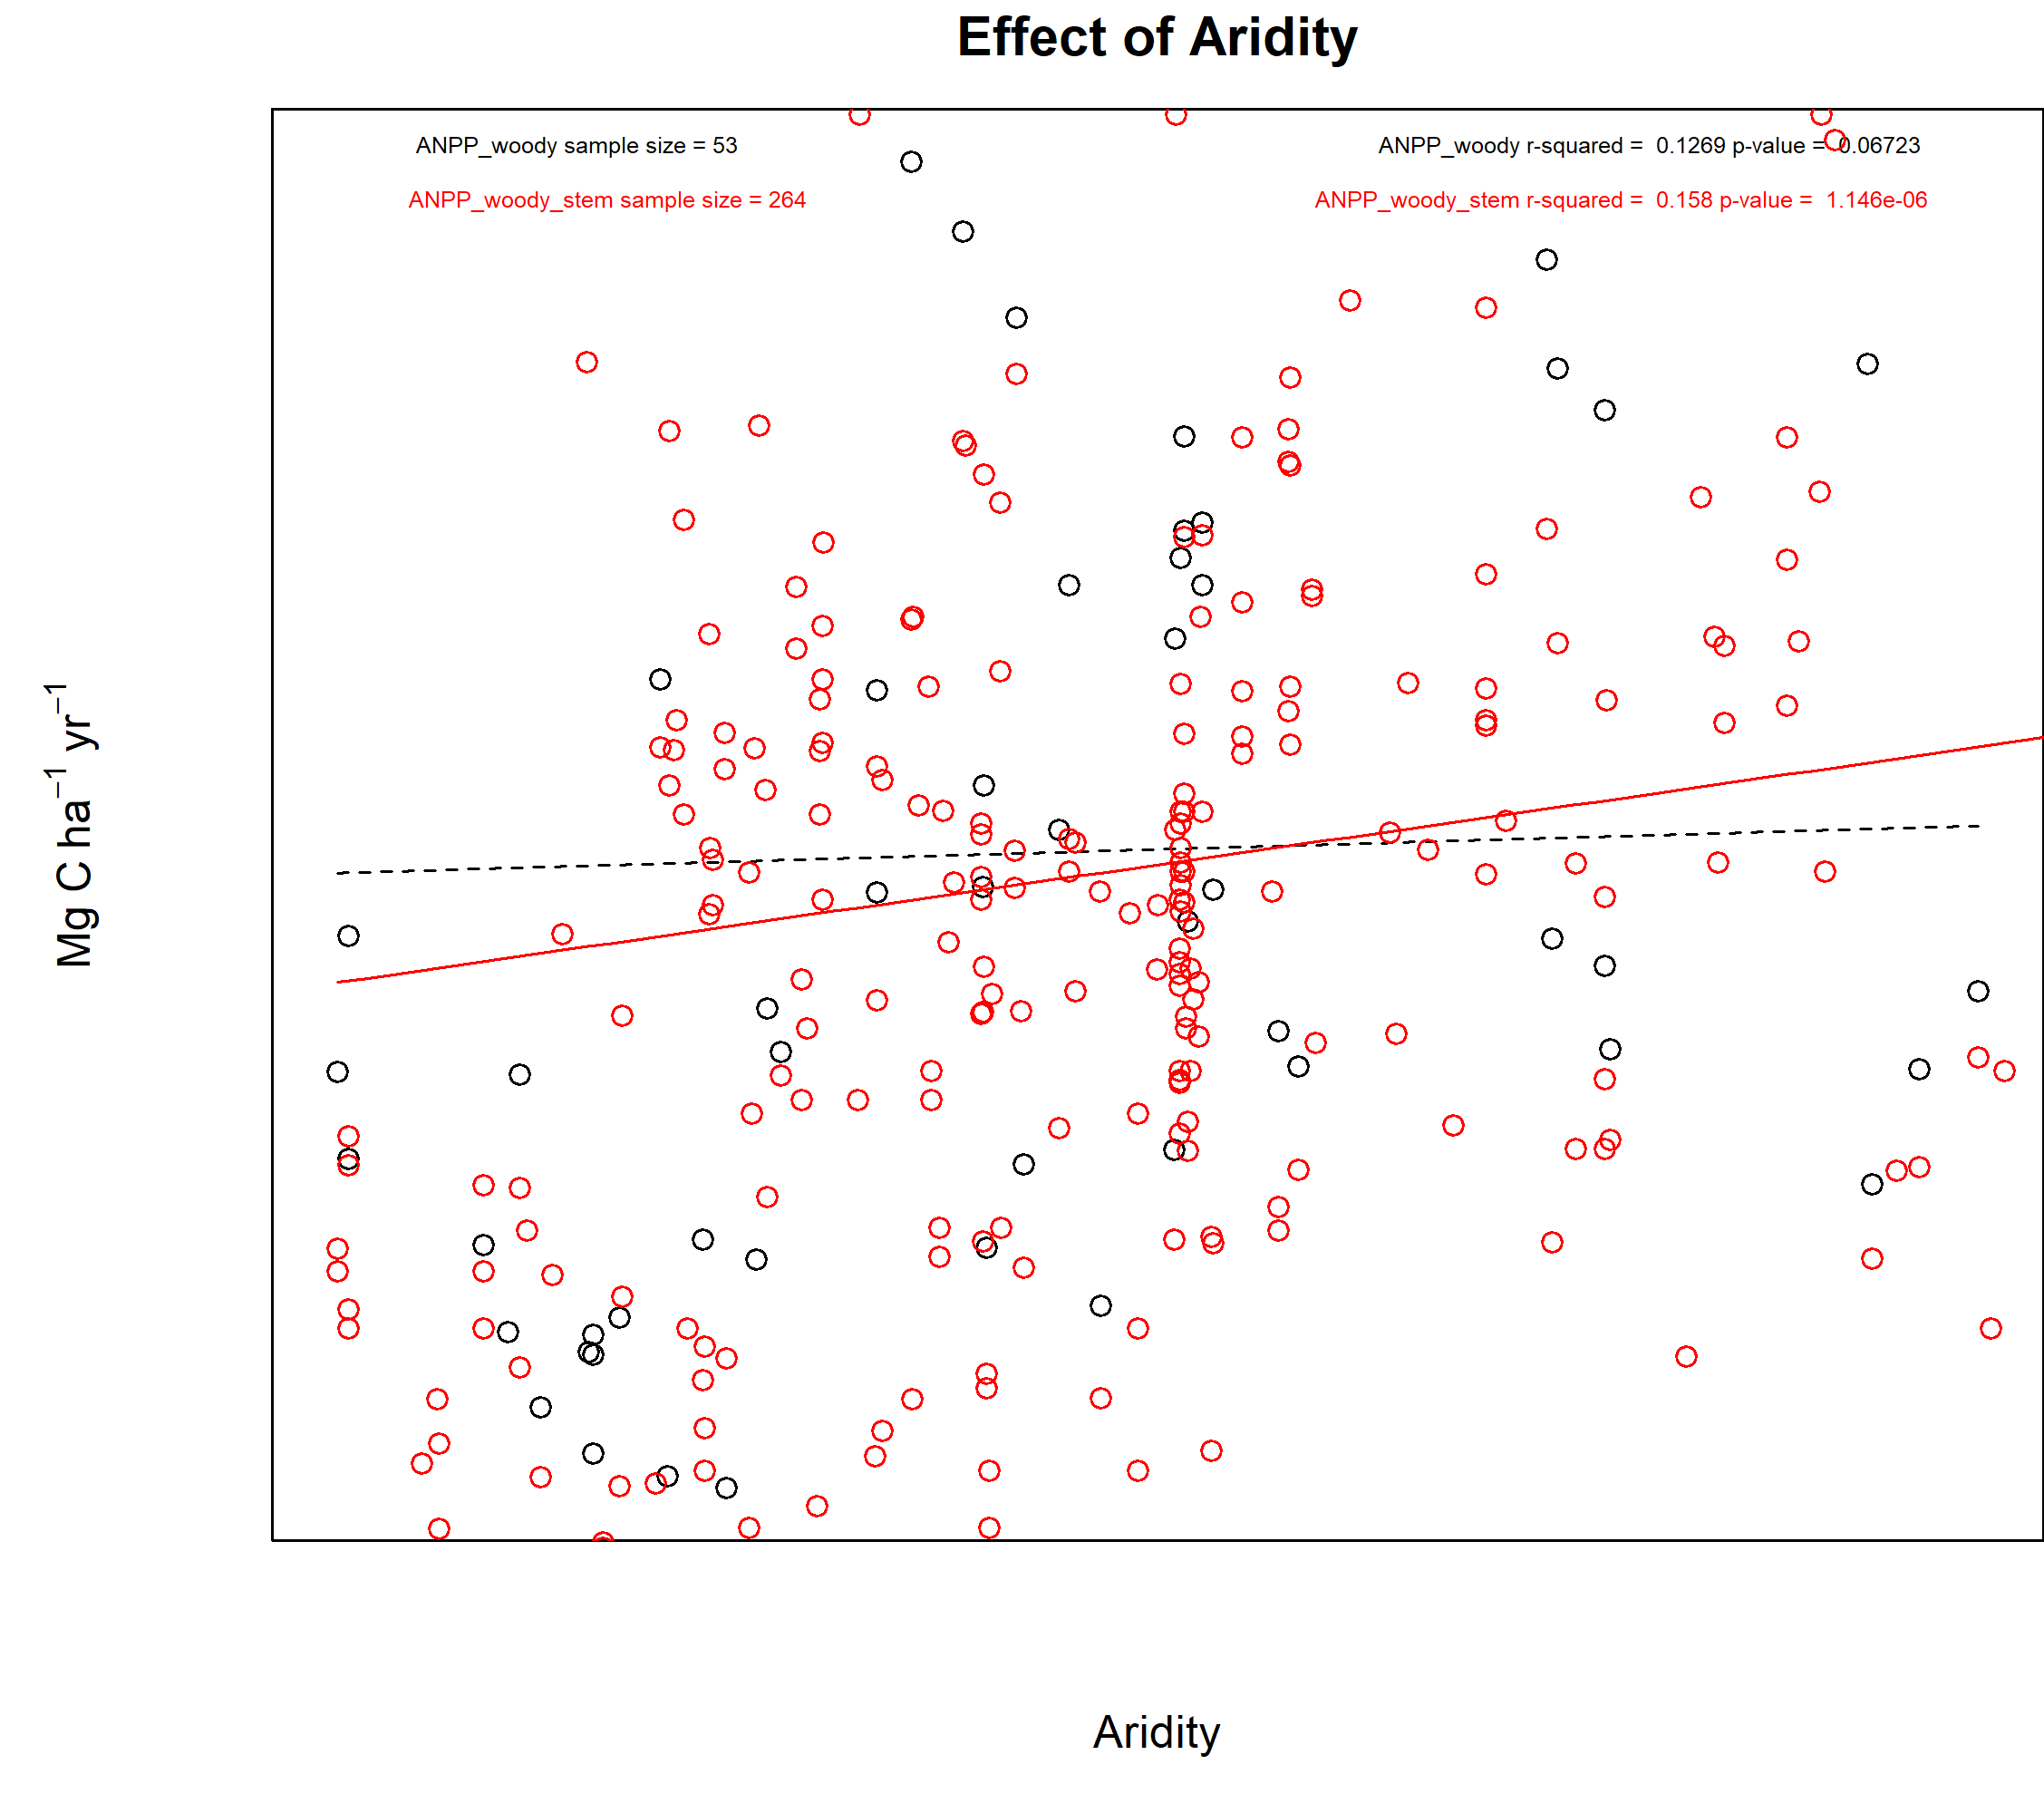 Effect of Aridity
ANPP_woody sample size = 53
ANPP_woody r-squared = 0.1269 p-value = 0.06723
ANPP_woody_stem sample size = 264
ANPP_woody_stem r-squared = 0.158 p-value = 1.146e-06
Mg C ha⁻¹ yr⁻¹
Aridity